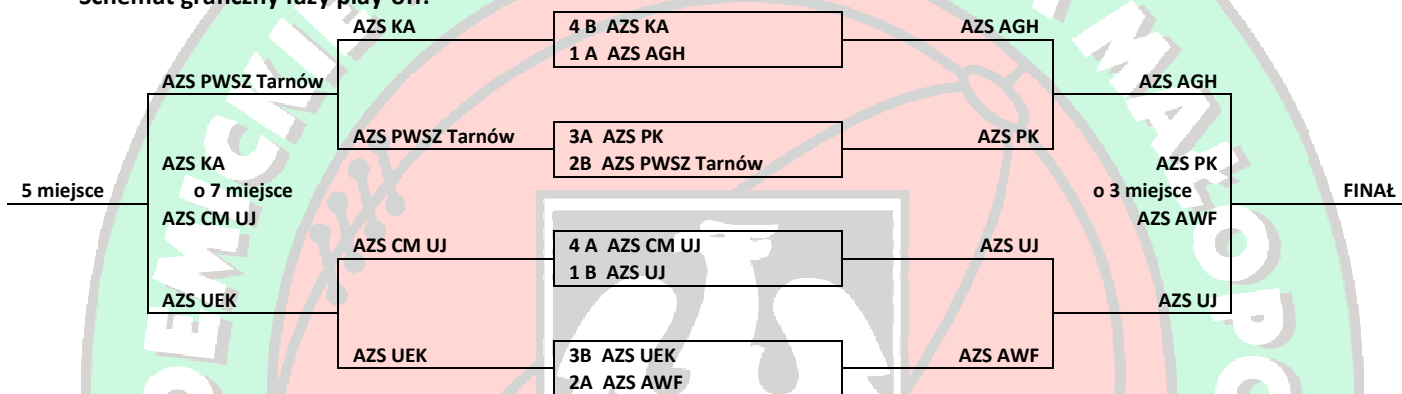 Schemat graficzny fazy play-off:
AZS KA 4 B AZS KA AZS AGH
1 A AZS AGH
AZS PWSZ Tarnów AZS AGH
AZS PWSZ Tarnów 3A AZS PK AZS PK
AZS KA 2B AZS PWSZ Tarnów AZS PK
5 miejsce o 7 miejsce o 3 miejsce FINAŁ
AZS CM UJ AZS AWF
AZS CM UJ 4 A AZS CM UJ AZS UJ
1 B AZS UJ
AZS UEK AZS UJ
AZS UEK 3B AZS UEK AZS AWF
2A AZS AWF